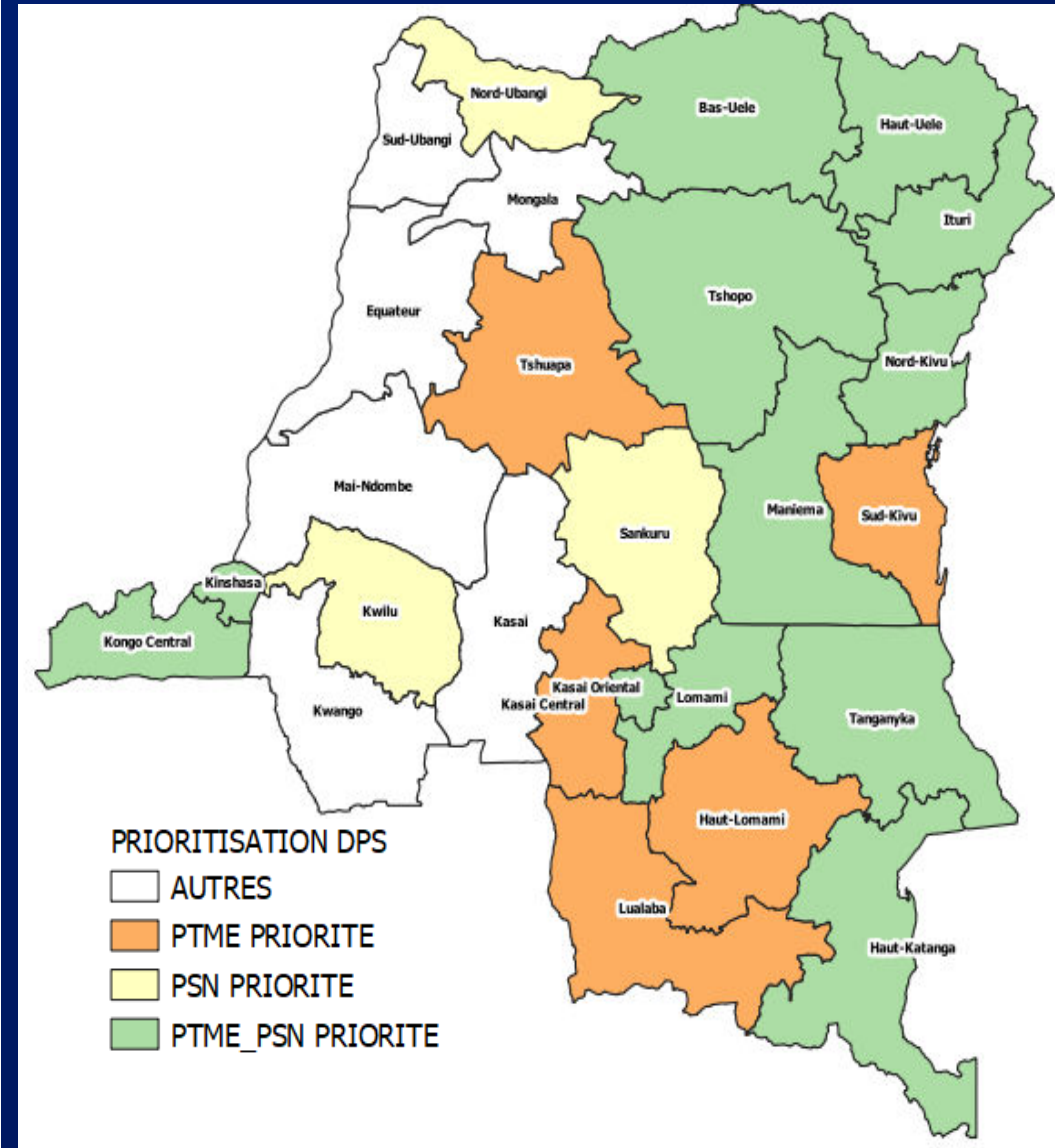 Nord-Ubangi
Bas-Uele
Haut-Uele
Sud-Ubangi
Mongala
Ituri
Tshopo
Equateur
Tshuapa
Nord-Kivu
Mai-Ndombe
Maniema
Sud-Kivu
Sankuru
Kinshasa
Kwilu
Kasai
Kongo Central
Kasai Oriental
Lomami
Kasai Central
Kwango
Tanganyka
Haut-Lomami
Lualaba
Haut-Katanga
PRIORITISATION DPS
AUTRES
PTME PRIORITE
PSN PRIORITE
PTME_PSN PRIORITE